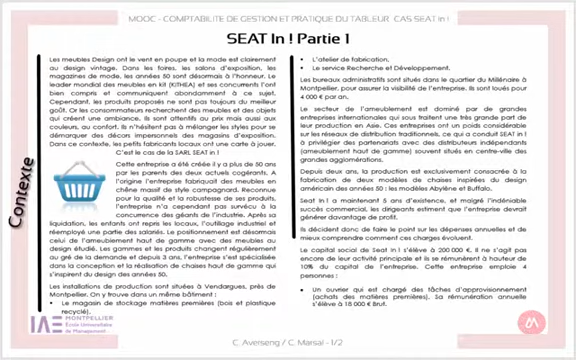 MOOC - COMPTABILITE DE GESTION ET PRATIQUE DU TABLEUR CAS SEAT In !
SEAT In ! Partie 1
Contexte
Les meubles Design ont le vent en poupe et la mode est clairement
au design vintage. Dans les foires, les salons d'exposition, les
magazines de mode, les années 50 sont désormais à l'honneur. Le
leader mondial des meubles en kit (KITHEA) et ses concurrents l'ont
bien compris et communiquent abondamment à ce sujet.
Cependant, les produits proposés ne sont pas toujours du meilleur
goût. Or les consommateurs recherchent des meubles et des objets
qui créent une ambiance. Ils sont attentifs au prix mais aussi aux
couleurs, au confort. Ils n'hésitent pas à mélanger les styles pour se
démarquer des décors impersonnels des magasins d'exposition.
Dans ce contexte, les petits fabricants locaux ont une carte à jouer.
C'est le cas de la SARL SEAT In !
Cette entreprise a été créée il y a plus de 50 ans
par les parents des deux actuels cogérants. A
l'origine l'entreprise fabriquait des meubles en
chêne massif de style campagnard. Reconnue
pour la qualité et la robustesse de ses produits,
l'entreprise n'a cependant pas survécu à la
concurrence des géants de l'industrie. Après sa
liquidation, les enfants ont repris les locaux, l'outillage industriel et
réemployé une partie des salariés. Le positionnement est désormais
celui de l'ameublement haut de gamme avec des meubles au
design étudié. Les gammes et les produits changent régulièrement
au gré de la demande et depuis 3 ans, l'entreprise s'est spécialisée
dans la conception et la réalisation de chaises haut de gamme qui
s'inspirent du design des années 50.
Les installations de production sont situées à Vendargues, près de
Montpellier. On y trouve dans un même bâtiment :
• Le magasin de stockage matières premières (bois et plastique
recyclé),
• L'atelier de fabrication,
• Le service Recherche et Développement.
Les bureaux administratifs sont situés dans le quartier du Millénaire à
Montpellier, pour assurer la visibilité de l'entreprise. Ils sont loués pour
4 000 € par an.
Le secteur de l'ameublement est dominé par de grandes
entreprises internationales qui sous traitent une très grande part de
leur production en Asie. Ces entreprises ont un poids considérable
sur les réseaux de distribution traditionnels, ce qui a conduit SEAT In !
à privilégier des partenariats avec des distributeurs indépendants
(ameublement haut de gamme) souvent situés en centre-ville des
grandes agglomérations.
Depuis deux ans, la production est exclusivement consacrée à la
fabrication de deux modèles de chaises inspirées du design
américain des années 50 : les modèles Abylène et Buffalo.
Seat In ! a maintenant 5 ans d'existence, et malgré l'indéniable
succès commercial, les dirigeants estiment que l'entreprise devrait
générer davantage de profit.
Ils décident donc de faire le point sur les dépenses annuelles et de
mieux comprendre comment ces charges évoluent.
Le capital social de Seat In ! s'élève à 200 000 €. Il ne s'agit pas
encore de leur activité principale et ils se rémunèrent à hauteur de
10% du capital de l'entreprise. Cette entreprise emploie 4
personnes :
• Un ouvrier qui est chargé des tâches d'approvisionnement
(achats des matières premières). Sa rémunération annuelle
s'élève à 18 000 € Brut.
IAE MONTPELLIER
École Universitaire
de Management
C. Averseng / C. Marsal - 1/2